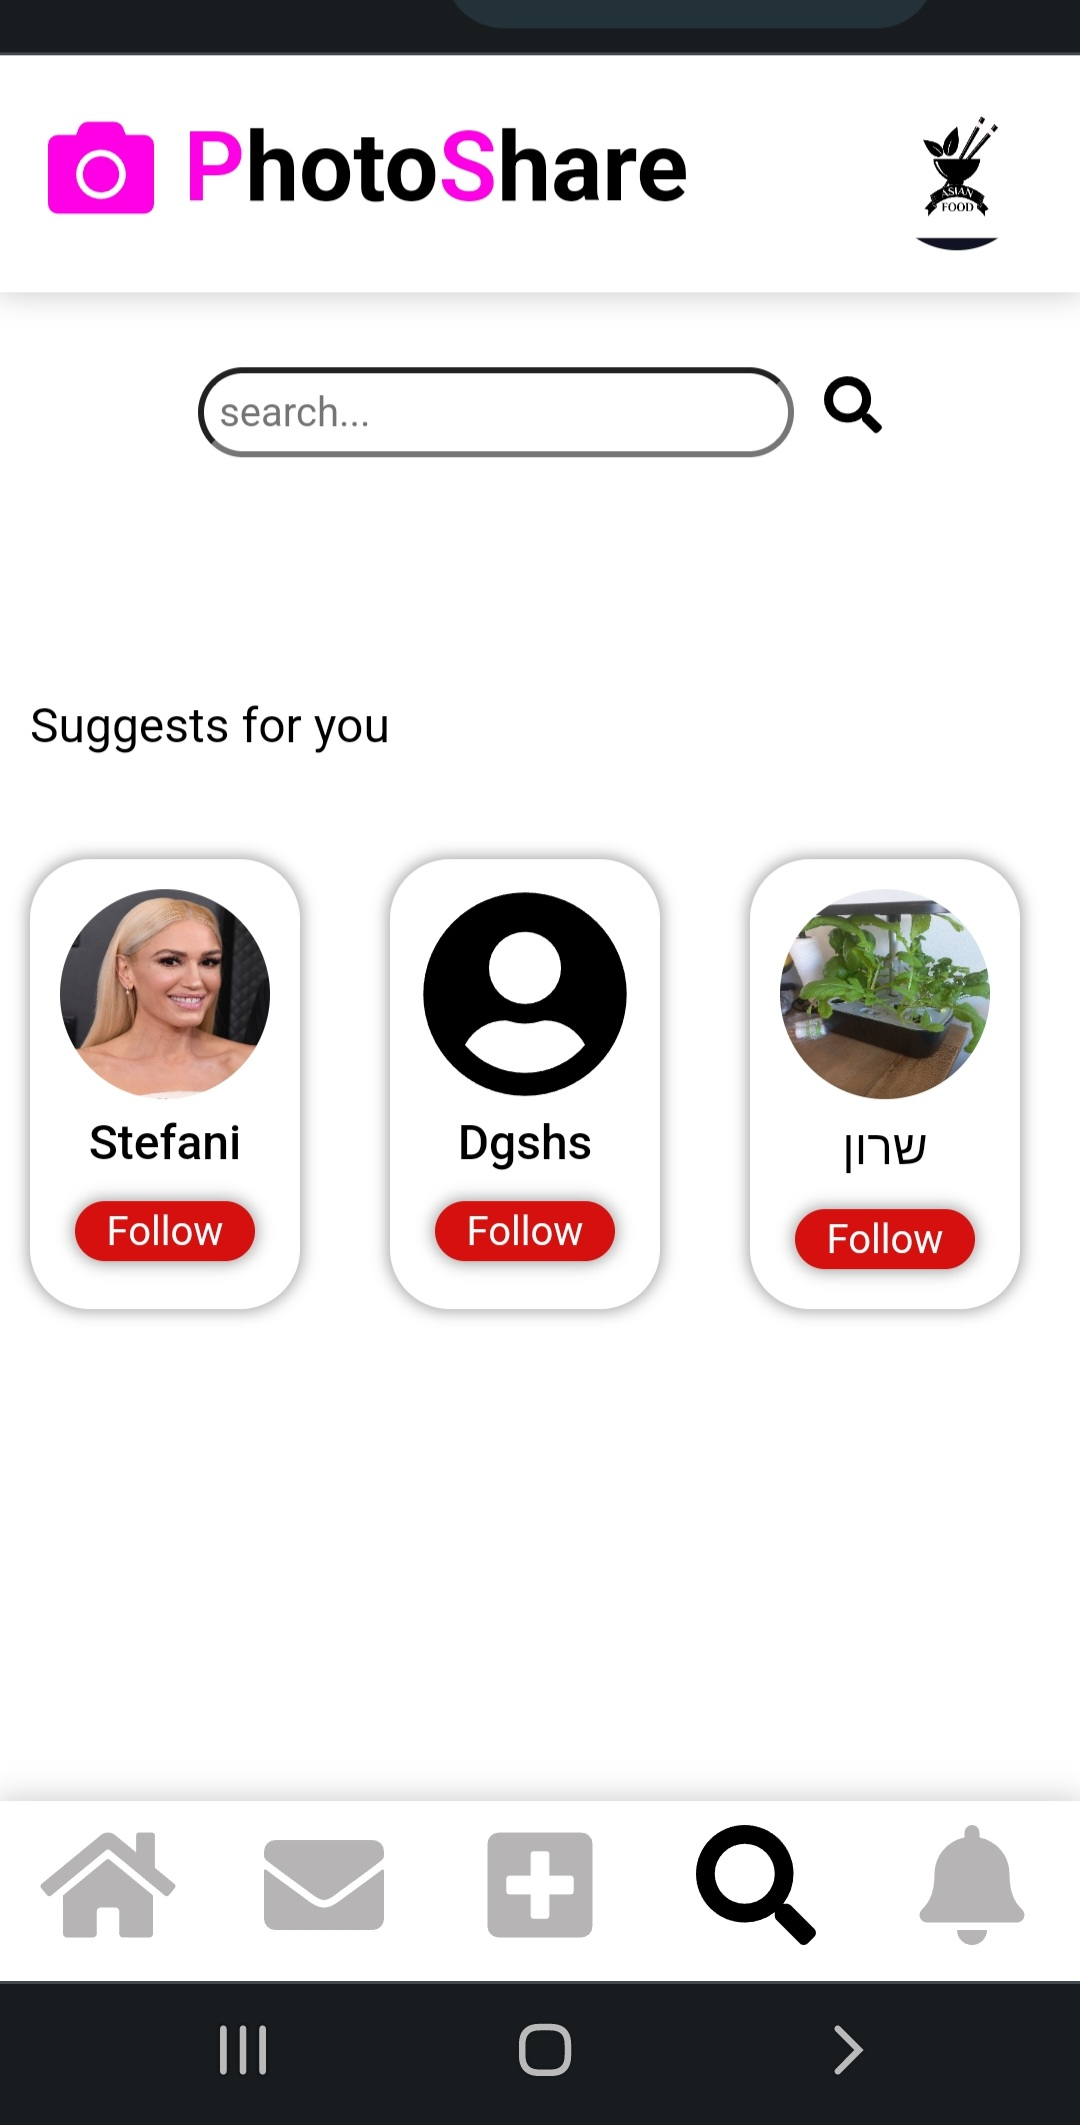 PhotoShare
ASIAN
FOOD
search...
Suggests for you
Stefani
Dgshs
שרון
Follow
Follow
Follow